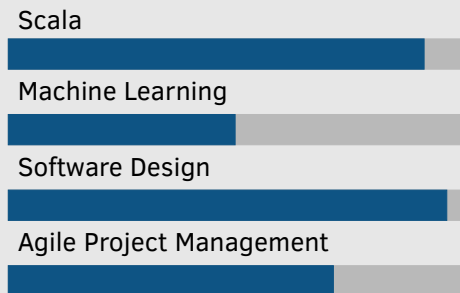 Scala
Machine Learning
Software Design
Agile Project Management